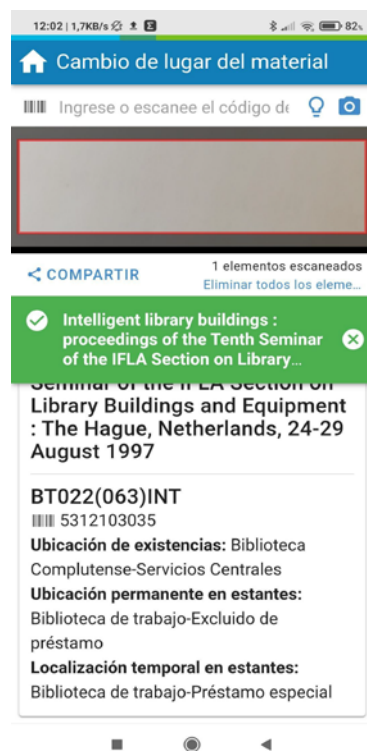 12:02 | 1,7KB/s
82%
Cambio de lugar del material
Ingrese o escanee el código de
COMPARTIR
1 elementos escaneados
Eliminar todos los eleme...
Intelligent library buildings :
proceedings of the Tenth Seminar
of the IFLA Section on Library...
Seminar of the IFLA Section on
Library Buildings and Equipment
: The Hague, Netherlands, 24-29
August 1997
BT022(063)INT
5312103035
Ubicación de existencias: Biblioteca
Complutense-Servicios Centrales
Ubicación permanente en estantes:
Biblioteca de trabajo-Excluido de
préstamo
Localización temporal en estantes:
Biblioteca de trabajo-Préstamo especial